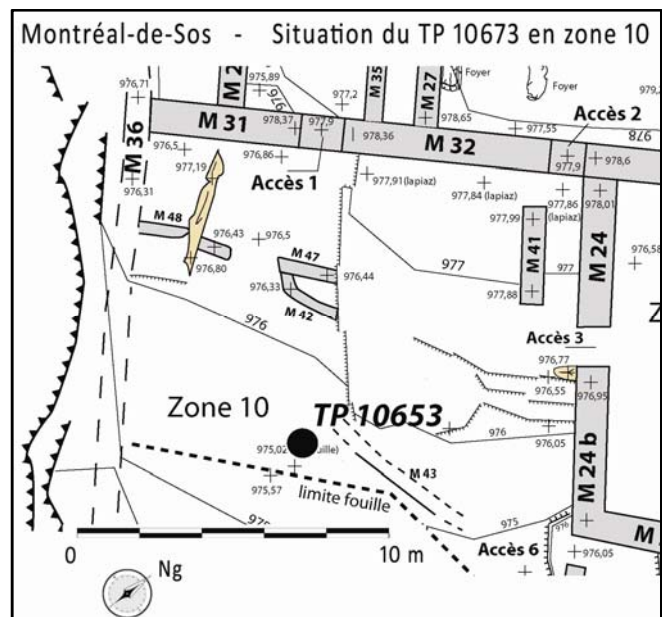 Montréal-de-Sos - Situation du TP 10673 en zone 10
976,71
M 2
975,89
976
977,2
M 35
M 27
Foyer
Foyer
979,
978,65
M 31
978,37
977,9
978,36
M 32
977,55
Accès 2
978
977,9
978,6
M 36
976,5
977,19
976,86
Accès 1
977,91 (lapiaz)
977,84 (lapiaz)
977,86
(lapiaz)
978,01
976,31
M 48
976,43
976,5
977,99
M 41
M 24
976,58
976,80
M 47
976,44
977
977
976,33
M 42
977,88
Z
976
Accès 3
976,77
976,55
976,95
Zone 10
TP 10653
976
976,05
975,02
uille)
M 43
M 24 b
975,57
limite fouille
975
976
M
0
10 m
Accès 6
976,05
Ng